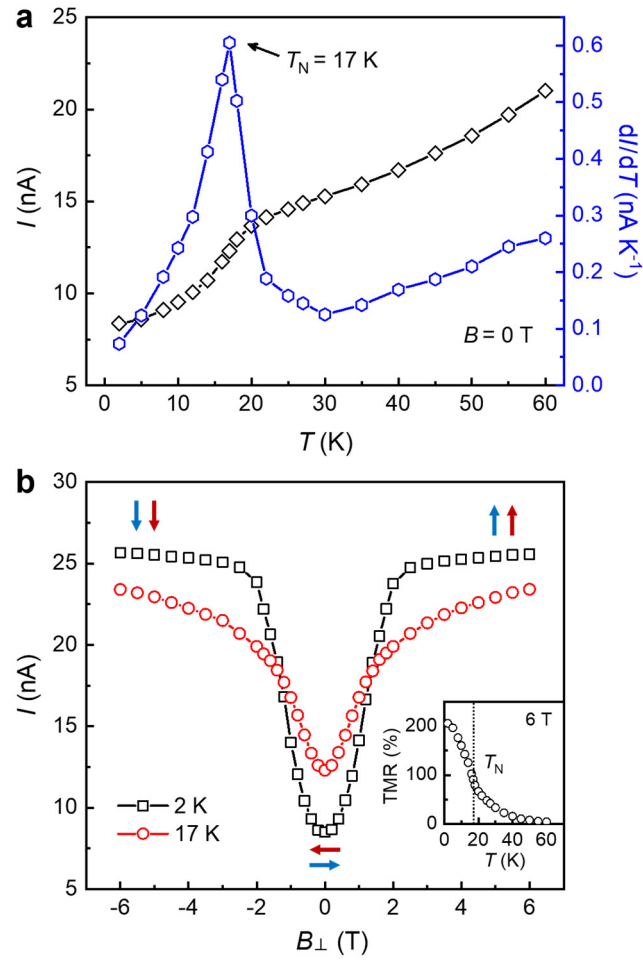 a
25
20
15
10
5
I (nA)
T_N = 17 K
B = 0 T
0.6
0.5
0.4
0.3
0.2
0.1
0.0
dI/dT (nA K⁻¹)
0 10 20 30 40 50 60
T (K)
b
30
25
20
15
10
5
I (nA)
2 K
17 K
6 T
T_N
200
100
0
TMR (%)
0 20 40 60
T (K)
-6 -4 -2 0 2 4 6
B⊥ (T)